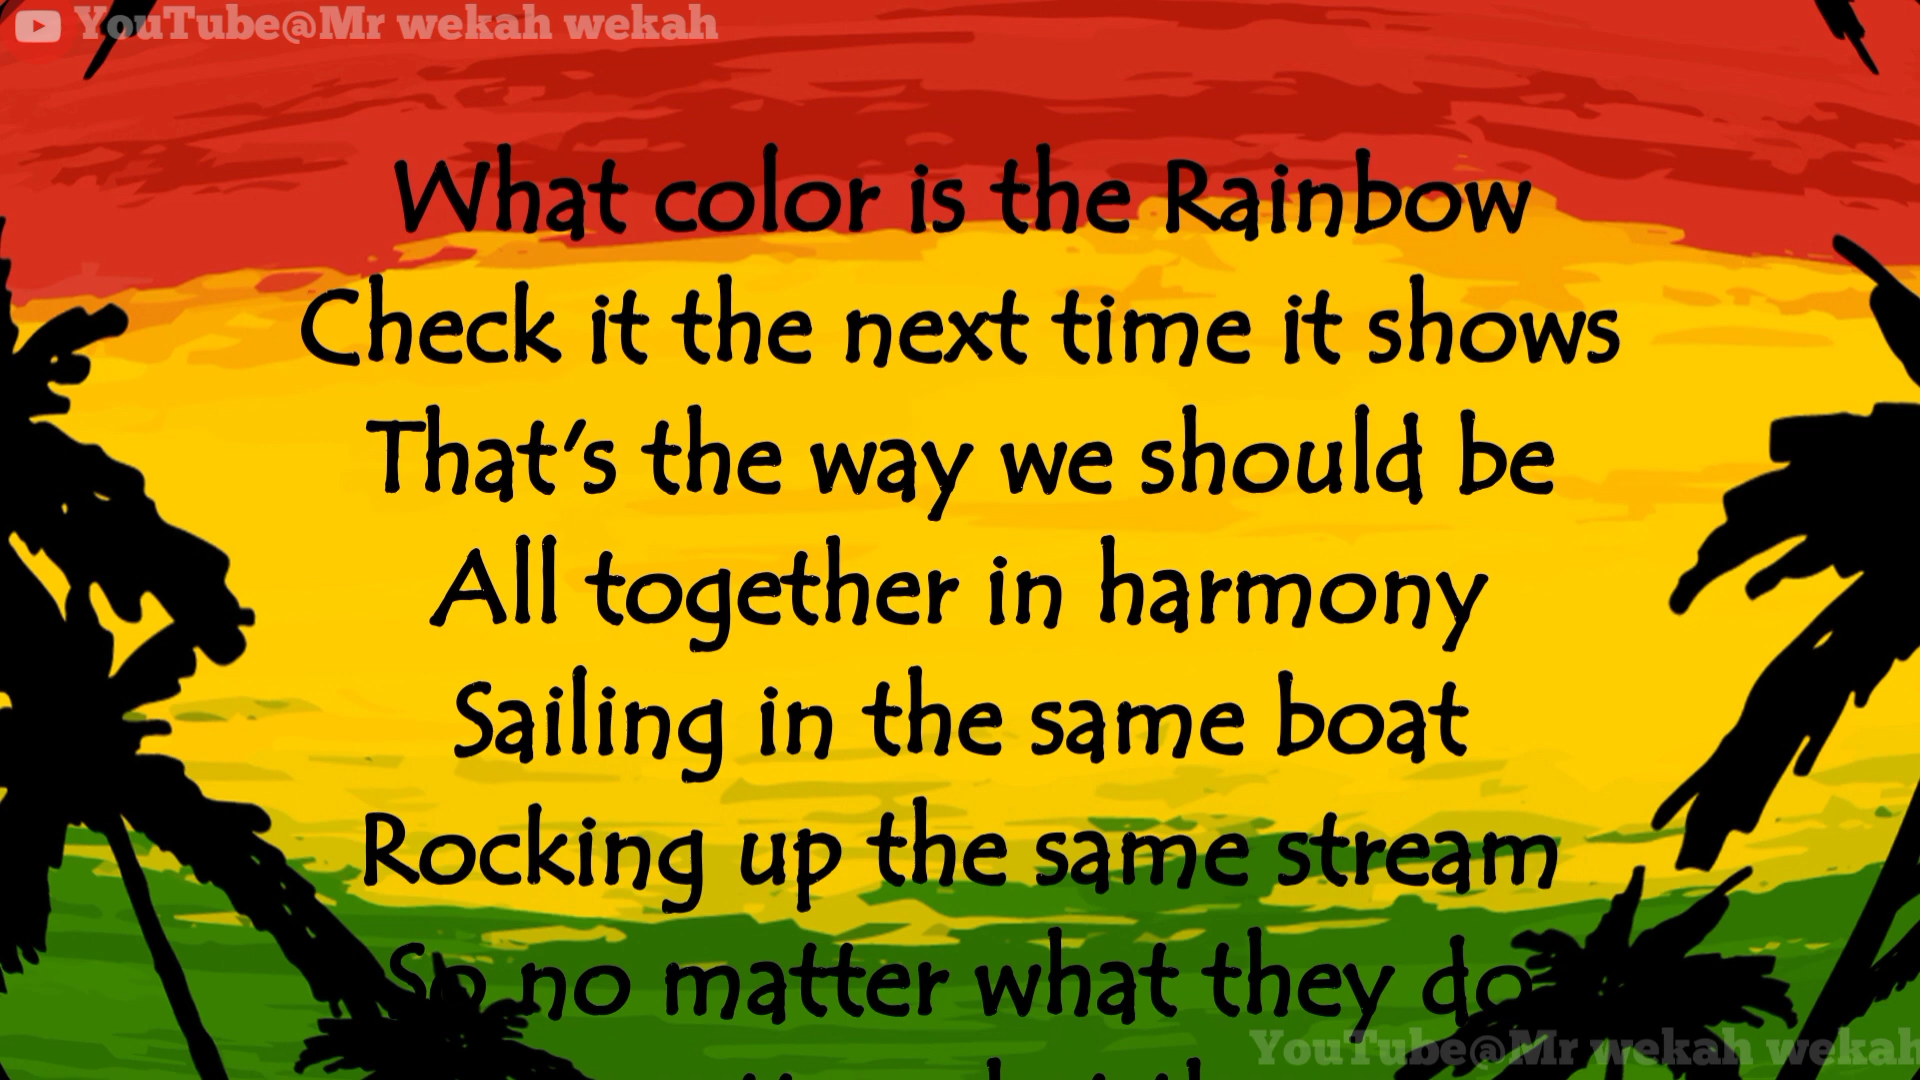 YouTube@Mr wekah wekah
What color is the Rainbow
Check it the next time it shows
That's the way we should be
All together in harmony
Sailing in the same boat
Rocking up the same stream
So no matter what they do
YouTube@Mr wekah wekah